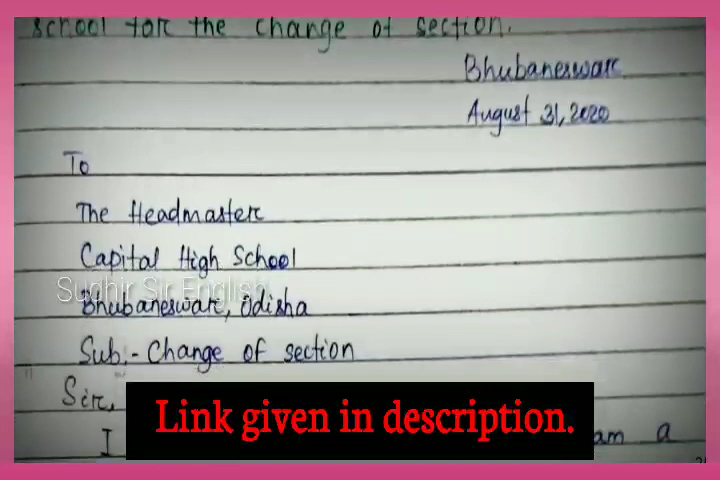 school for the change of section.
Bhubaneswar
August 31, 2020
To
The Headmaster
Capital High School
Sudhir Sir English
Bhubaneswar, Odisha
Sub:- Change of section
Sir,
Link given in description.
I am a